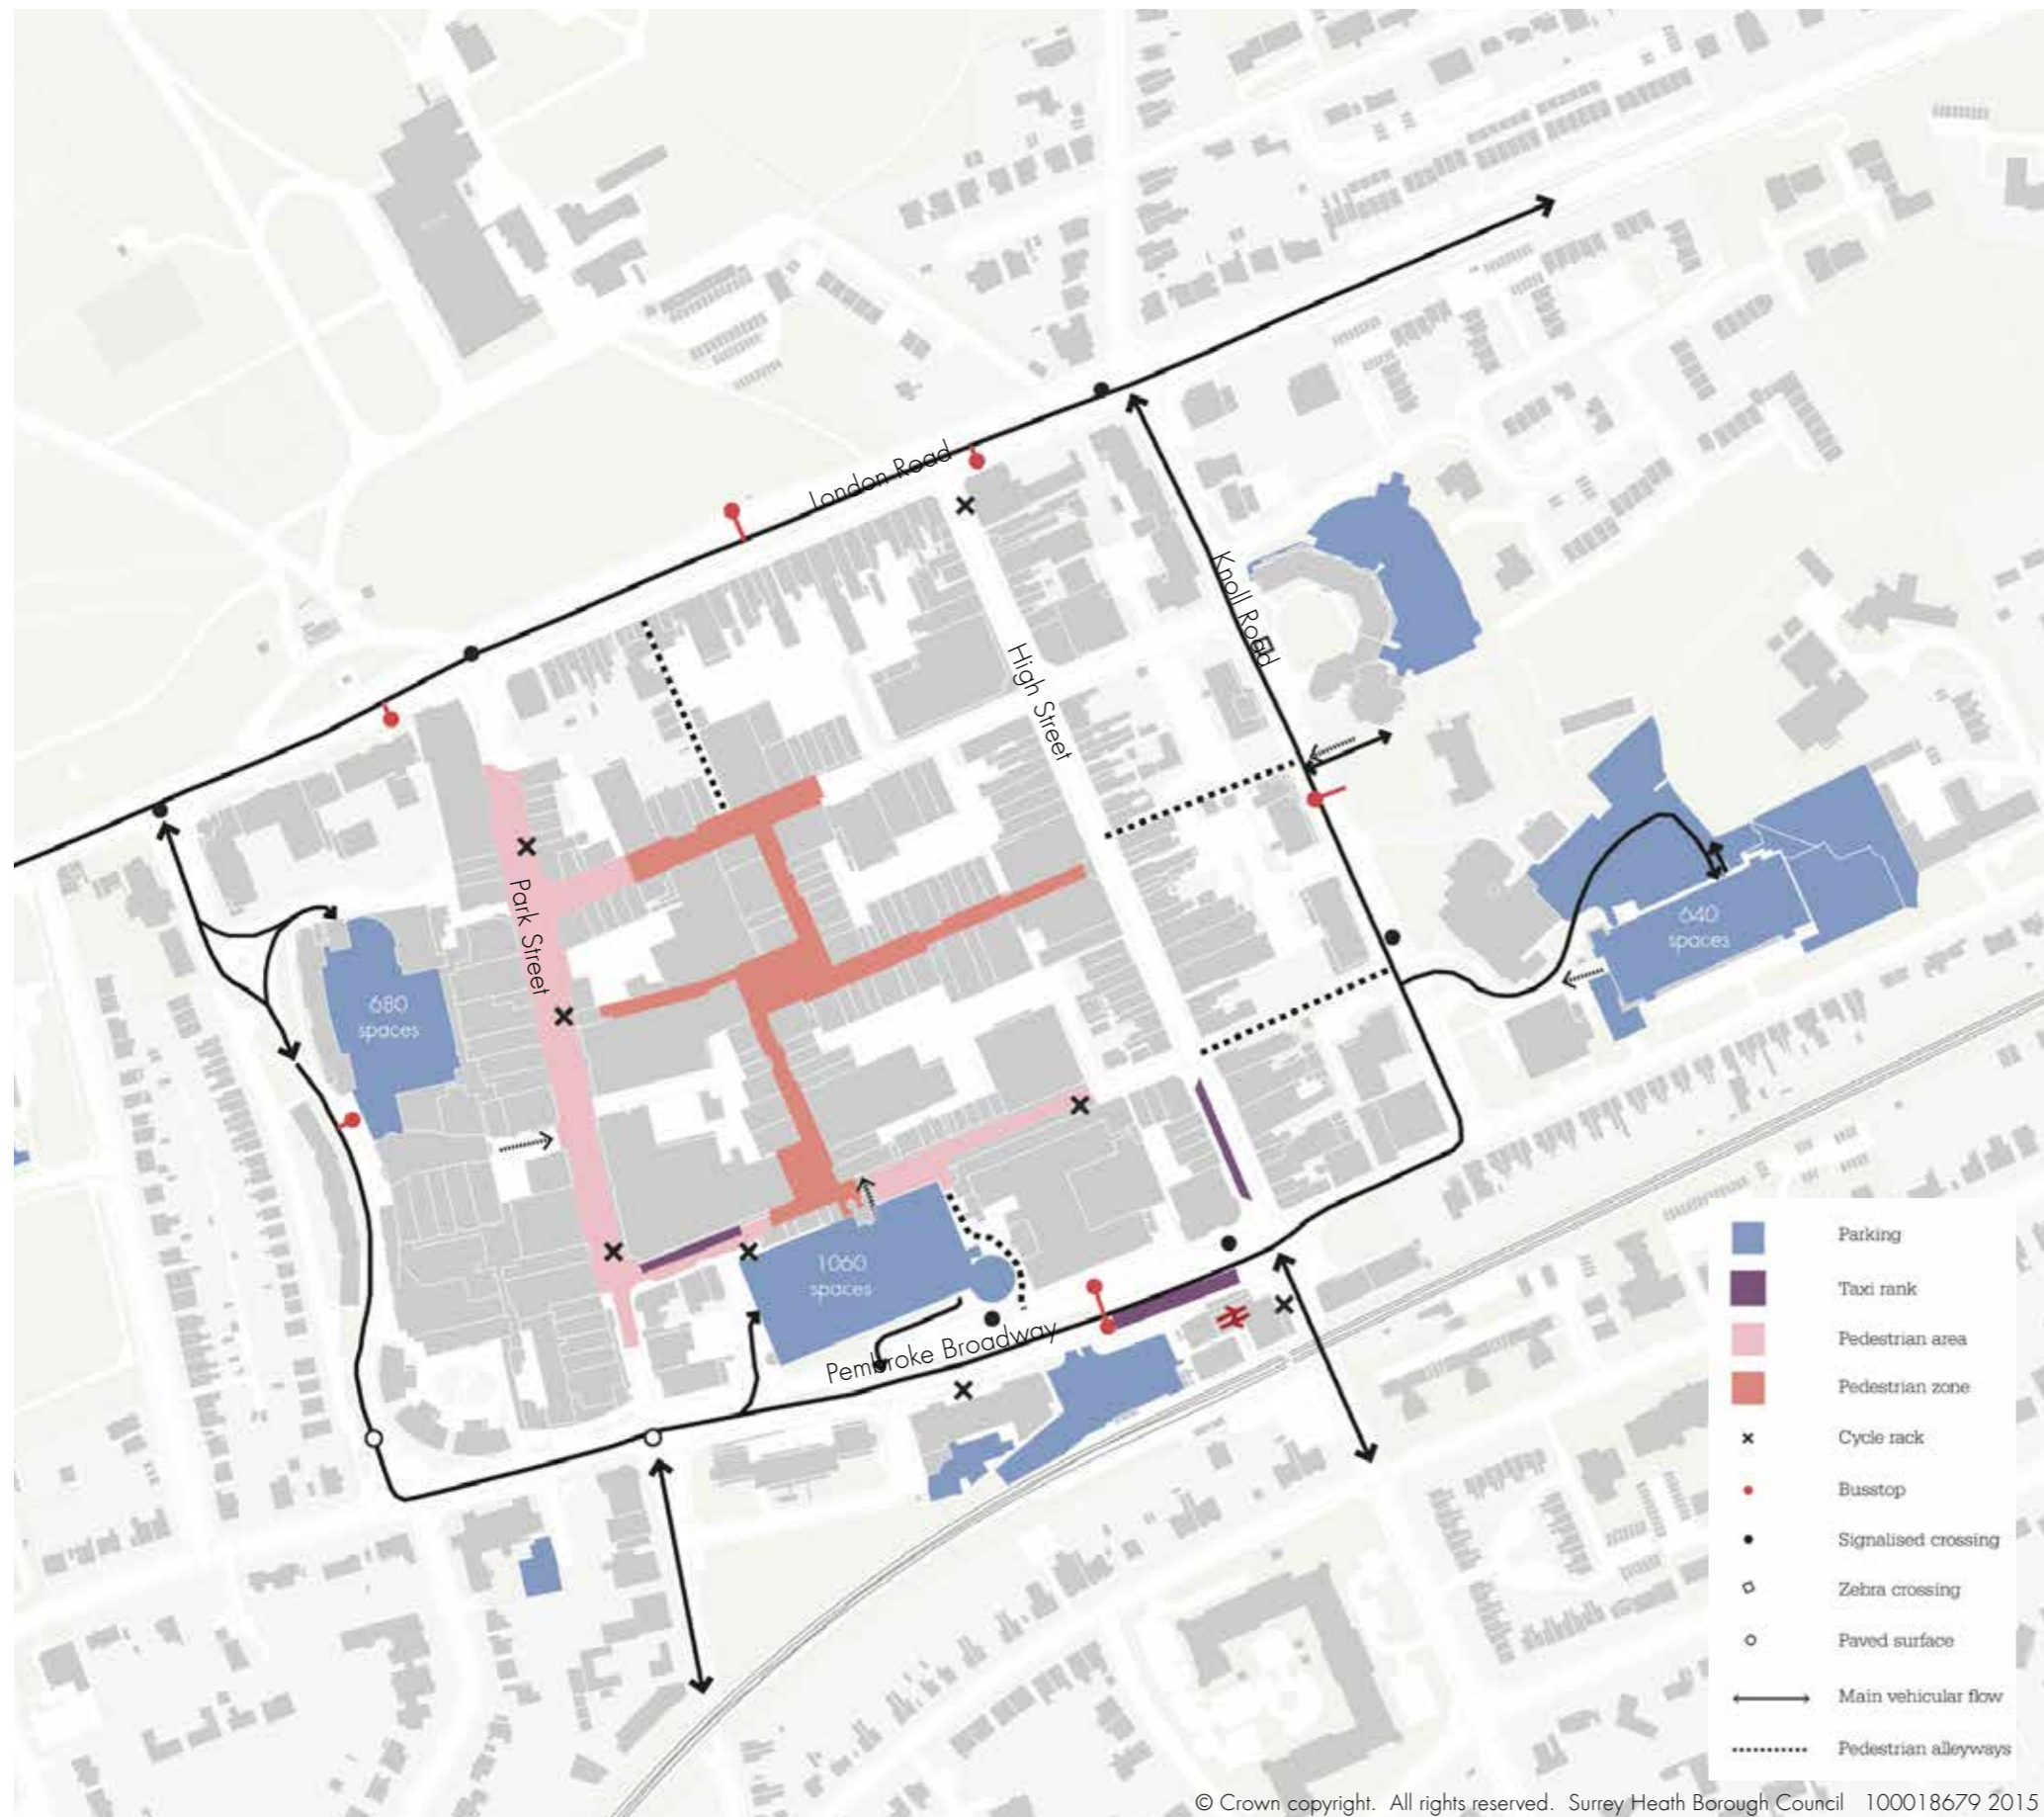 London Road
Knoll Road
High Street
Park Street
640
spaces
680
spaces
1060
spaces
Pembroke Broadway
Parking
Taxi rank
Pedestrian area
Pedestrian zone
Cycle rack
Busstop
Signalised crossing
Zebra crossing
Paved surface
Main vehicular flow
Pedestrian alleyways
© Crown copyright. All rights reserved. Surrey Heath Borough Council 100018679 2015